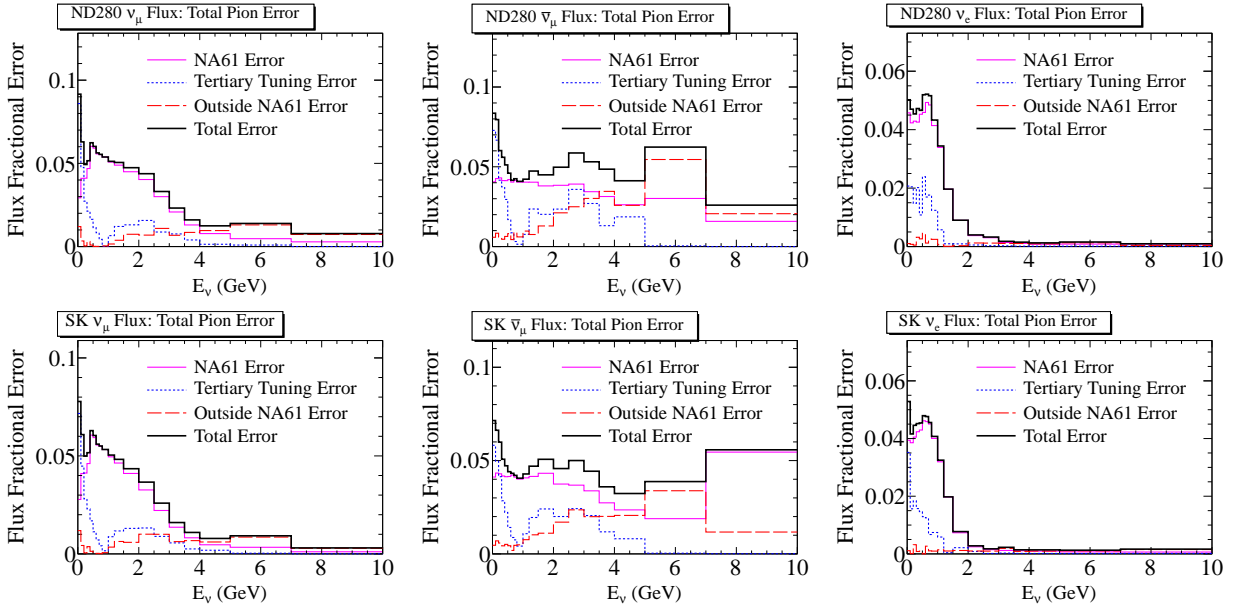 ND280 νμ Flux: Total Pion Error
Flux Fractional Error
0.1
0.05
0
NA61 Error
Tertiary Tuning Error
Outside NA61 Error
Total Error
0 2 4 6 8 10
Eν (GeV)
ND280 ν̄μ Flux: Total Pion Error
Flux Fractional Error
0.1
0.05
0
NA61 Error
Tertiary Tuning Error
Outside NA61 Error
Total Error
0 2 4 6 8 10
Eν (GeV)
ND280 νe Flux: Total Pion Error
Flux Fractional Error
0.06
0.04
0.02
0.00
NA61 Error
Tertiary Tuning Error
Outside NA61 Error
Total Error
0 2 4 6 8 10
Eν (GeV)
SK νμ Flux: Total Pion Error
Flux Fractional Error
0.1
0.05
0
NA61 Error
Tertiary Tuning Error
Outside NA61 Error
Total Error
0 2 4 6 8 10
Eν (GeV)
SK ν̄μ Flux: Total Pion Error
Flux Fractional Error
0.1
0.05
0
NA61 Error
Tertiary Tuning Error
Outside NA61 Error
Total Error
0 2 4 6 8 10
Eν (GeV)
SK νe Flux: Total Pion Error
Flux Fractional Error
0.06
0.04
0.02
0.00
NA61 Error
Tertiary Tuning Error
Outside NA61 Error
Total Error
0 2 4 6 8 10
Eν (GeV)